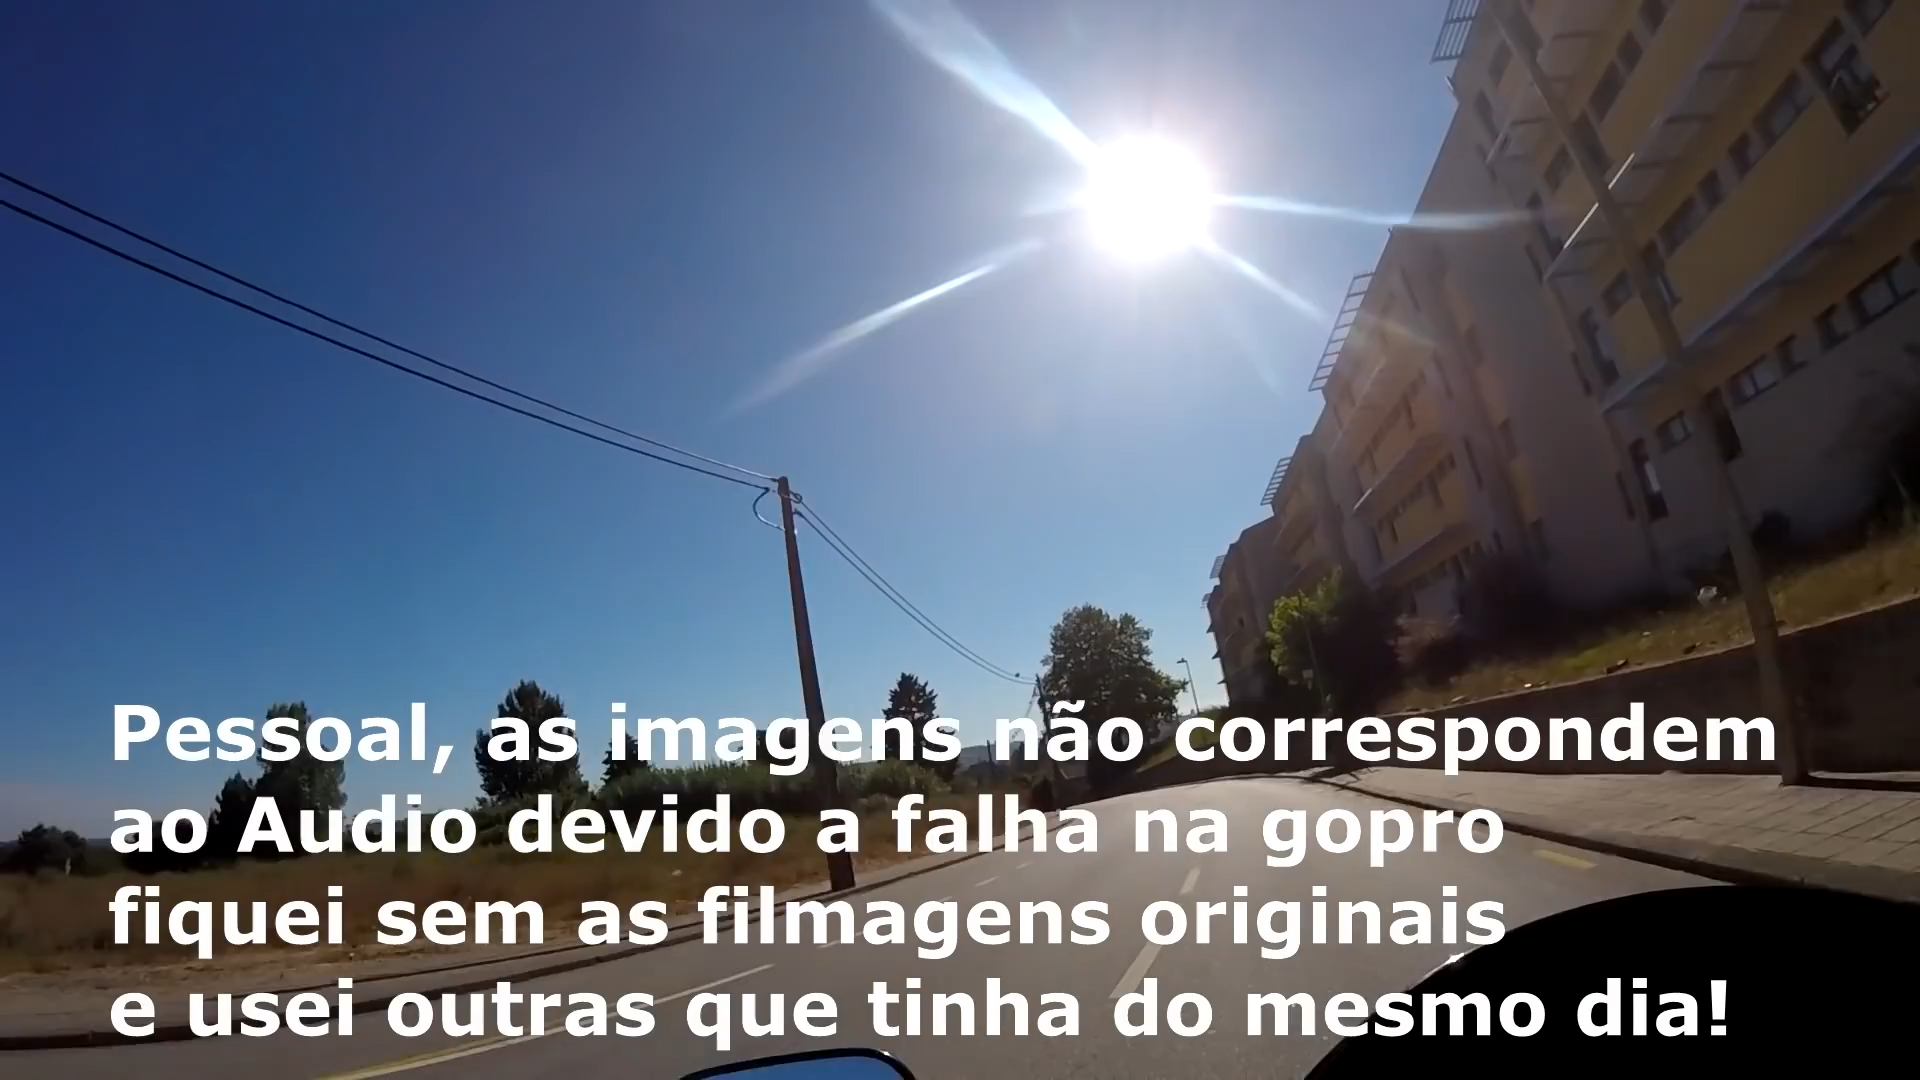 Pessoal, as imagens não correspondem
ao Audio devido a falha na gopro
fiquei sem as filmagens originais
e usei outras que tinha do mesmo dia!